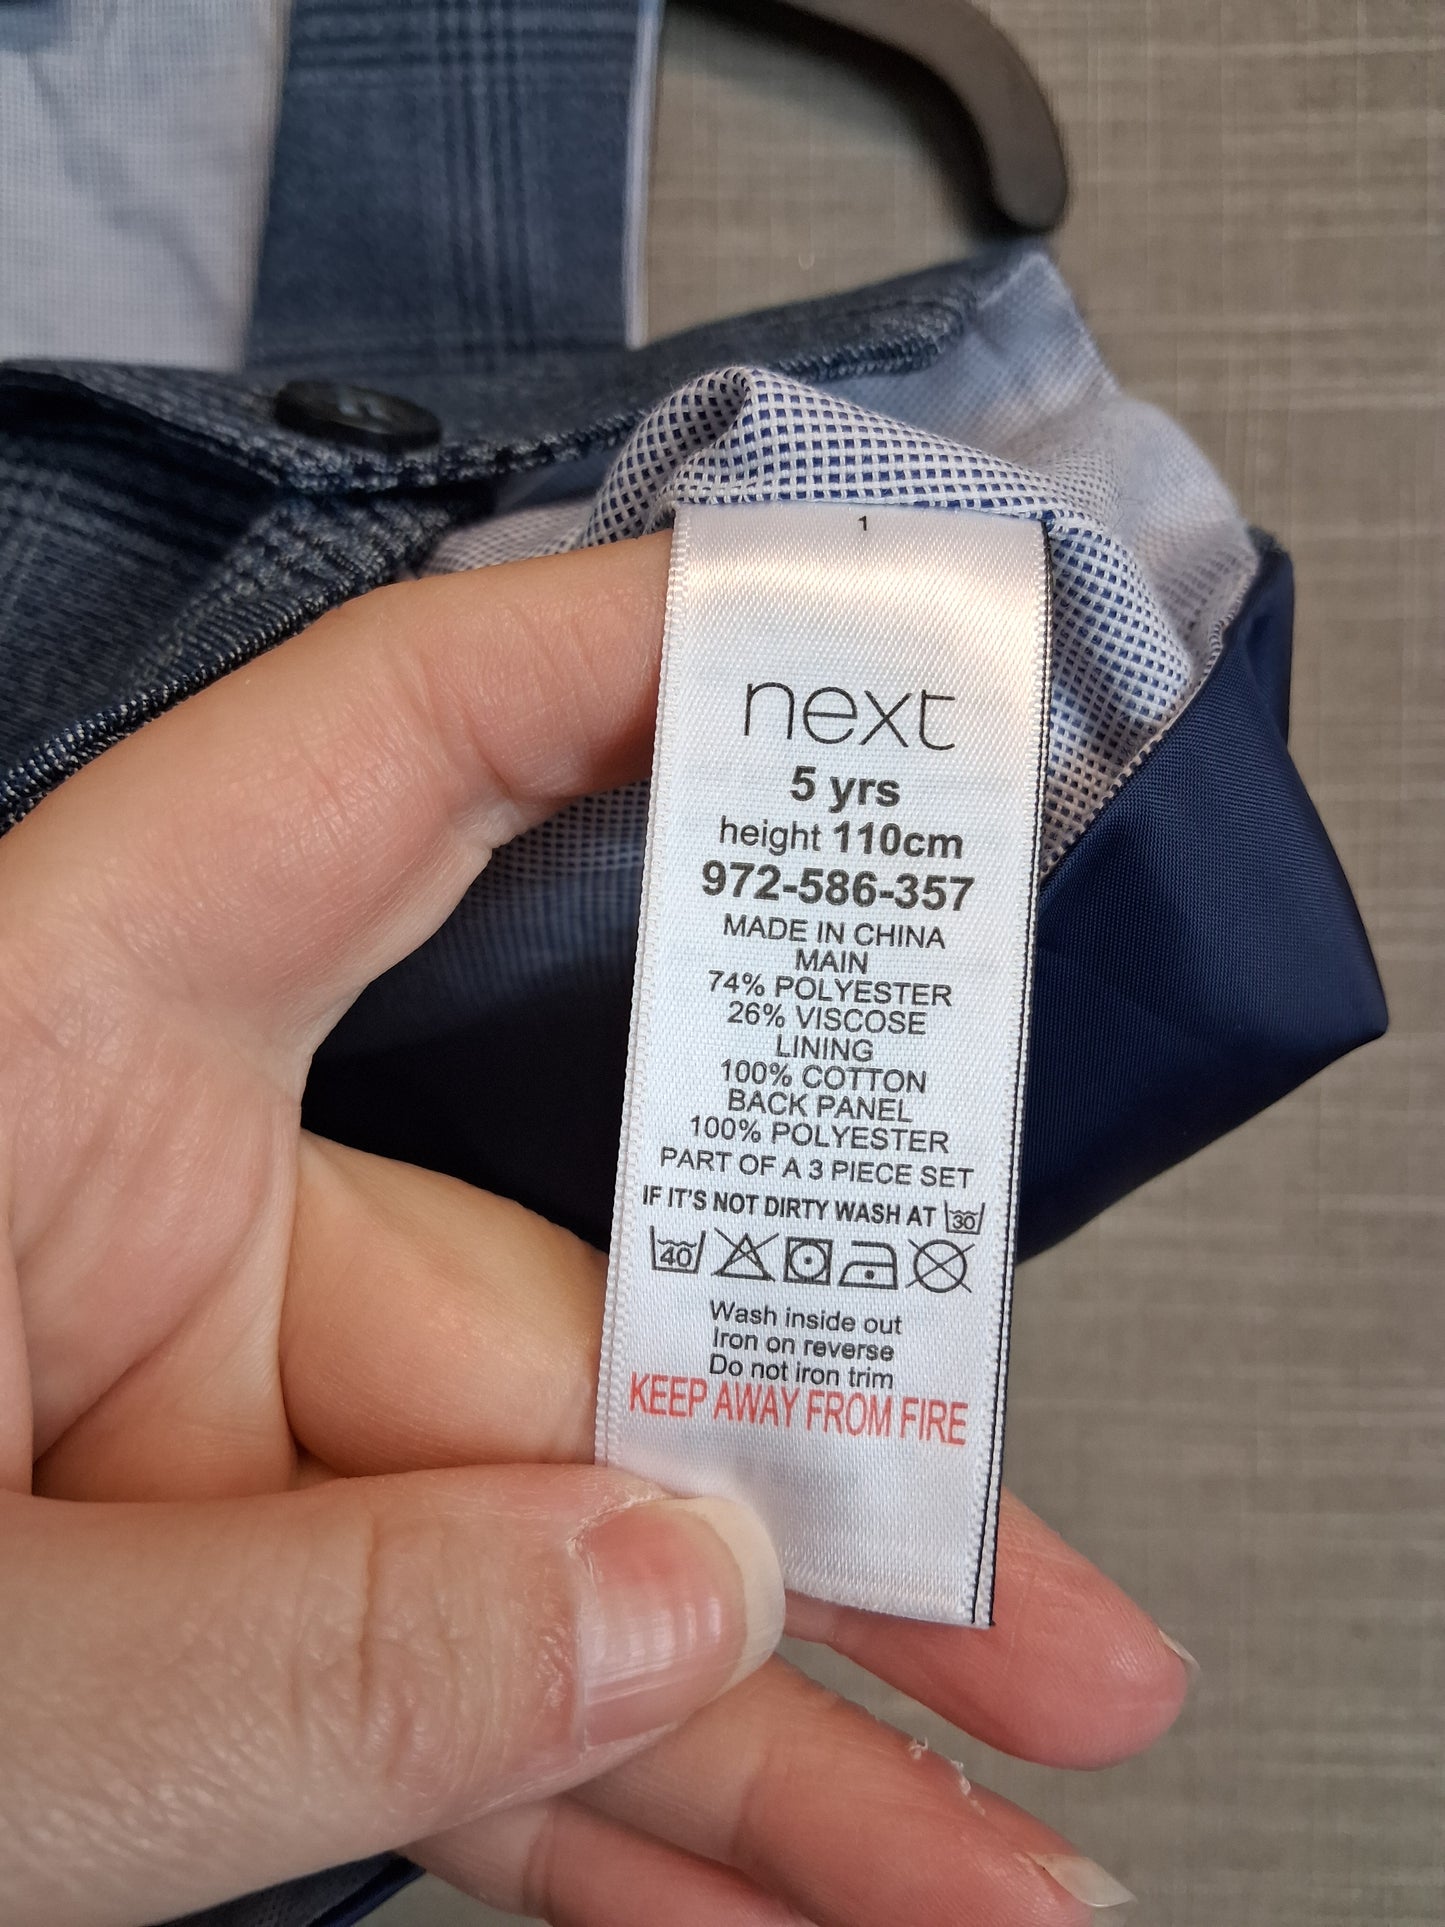 1
next
5 yrs
height 110cm
972-586-357
MADE IN CHINA
MAIN
74% POLYESTER
26% VISCOSE
LINING
100% COTTON
BACK PANEL
100% POLYESTER
PART OF A 3 PIECE SET
IF IT'S NOT DIRTY WASH AT 30
40
Wash inside out
Iron on reverse
Do not iron trim
KEEP AWAY FROM FIRE